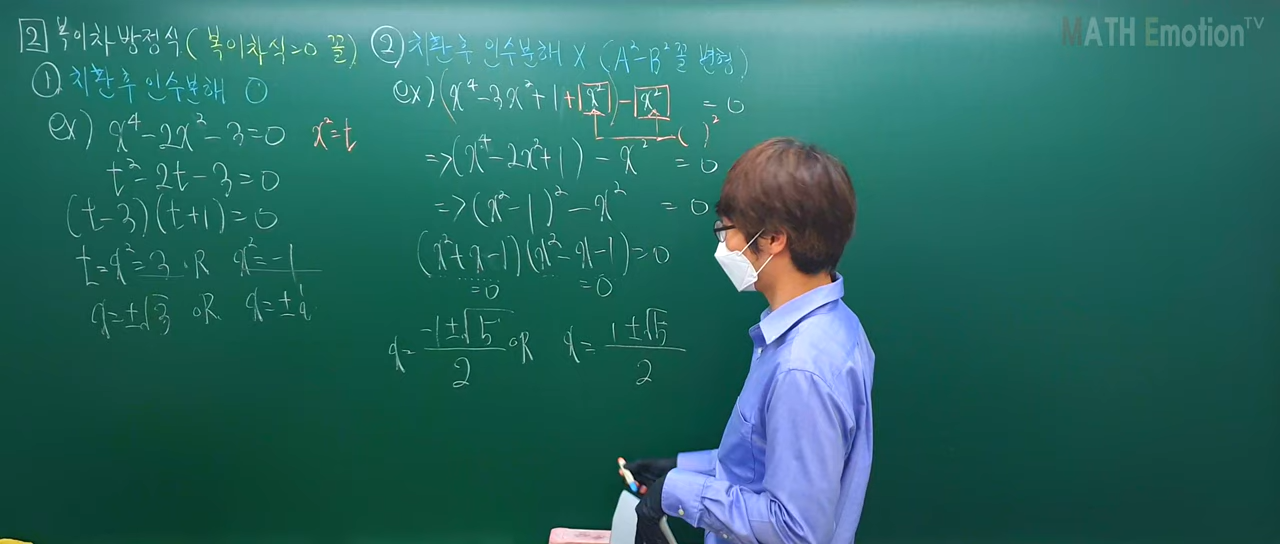 MATH Emotion TV
2 복이차방정식 (복이차식=0 꼴)
① 치환 후 인수분해 O
ex) x⁴-2x²-3=0 x²=t
t²-2t-3=0
(t-3)(t+1)=0
t=x²=3 OR x²=-1
x=±√3 OR x=±i
② 치환 후 인수분해 X (A²-B² 꼴 변형)
ex) (x⁴-3x²+1+x²)-x²=0
( )²
=>(x⁴-2x²+1)-x²=0
=>(x²-1)²-x²=0
(x²+x-1)(x²-x-1)=0
=0 =0
x=(-1±√5)/2 OR x=(1±√5)/2